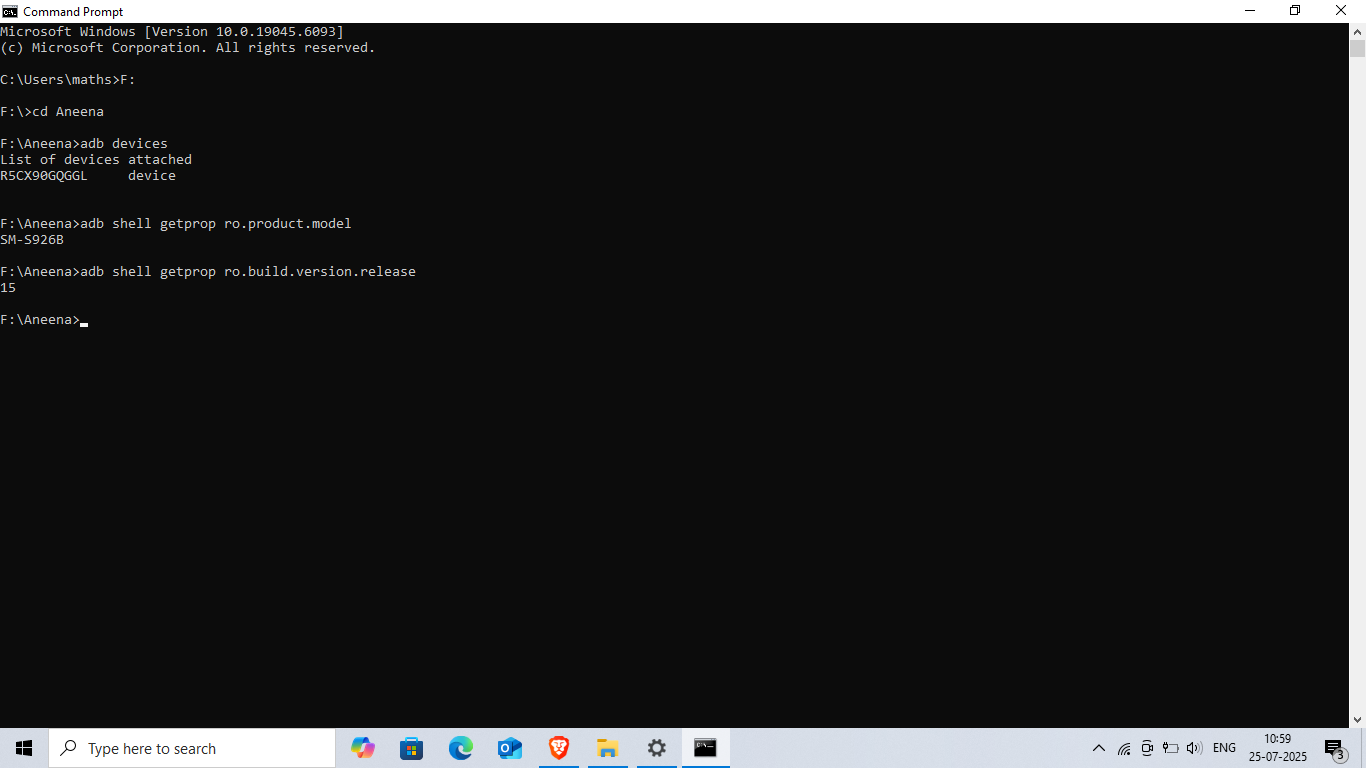 Command Prompt
Microsoft Windows [Version 10.0.19045.6093]
(c) Microsoft Corporation. All rights reserved.
C:\Users\maths>F:
F:\>cd Aneena
F:\Aneena>adb devices
List of devices attached
R5CX90GQGGL     device
F:\Aneena>adb shell getprop ro.product.model
SM-S926B
F:\Aneena>adb shell getprop ro.build.version.release
15
F:\Aneena>
Type here to search
ENG
10:59
25-07-2025
3